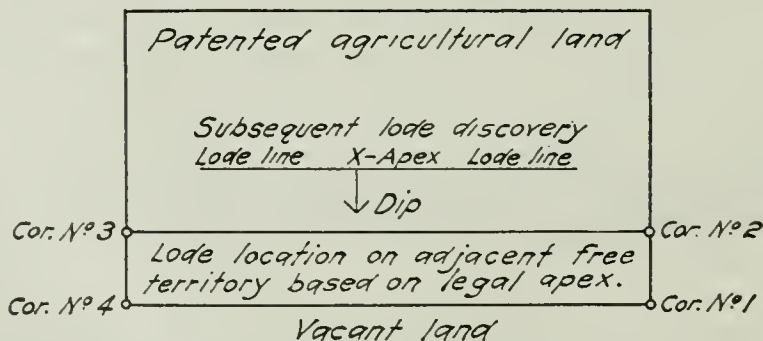 Patented agricultural land
Subsequent lode discovery
Lode line X-Apex Lode line
Dip
Cor. Nº 3
Cor. Nº 2
Lode location on adjacent free
territory based on legal apex.
Cor. Nº 4
Cor. Nº 1
Vacant land